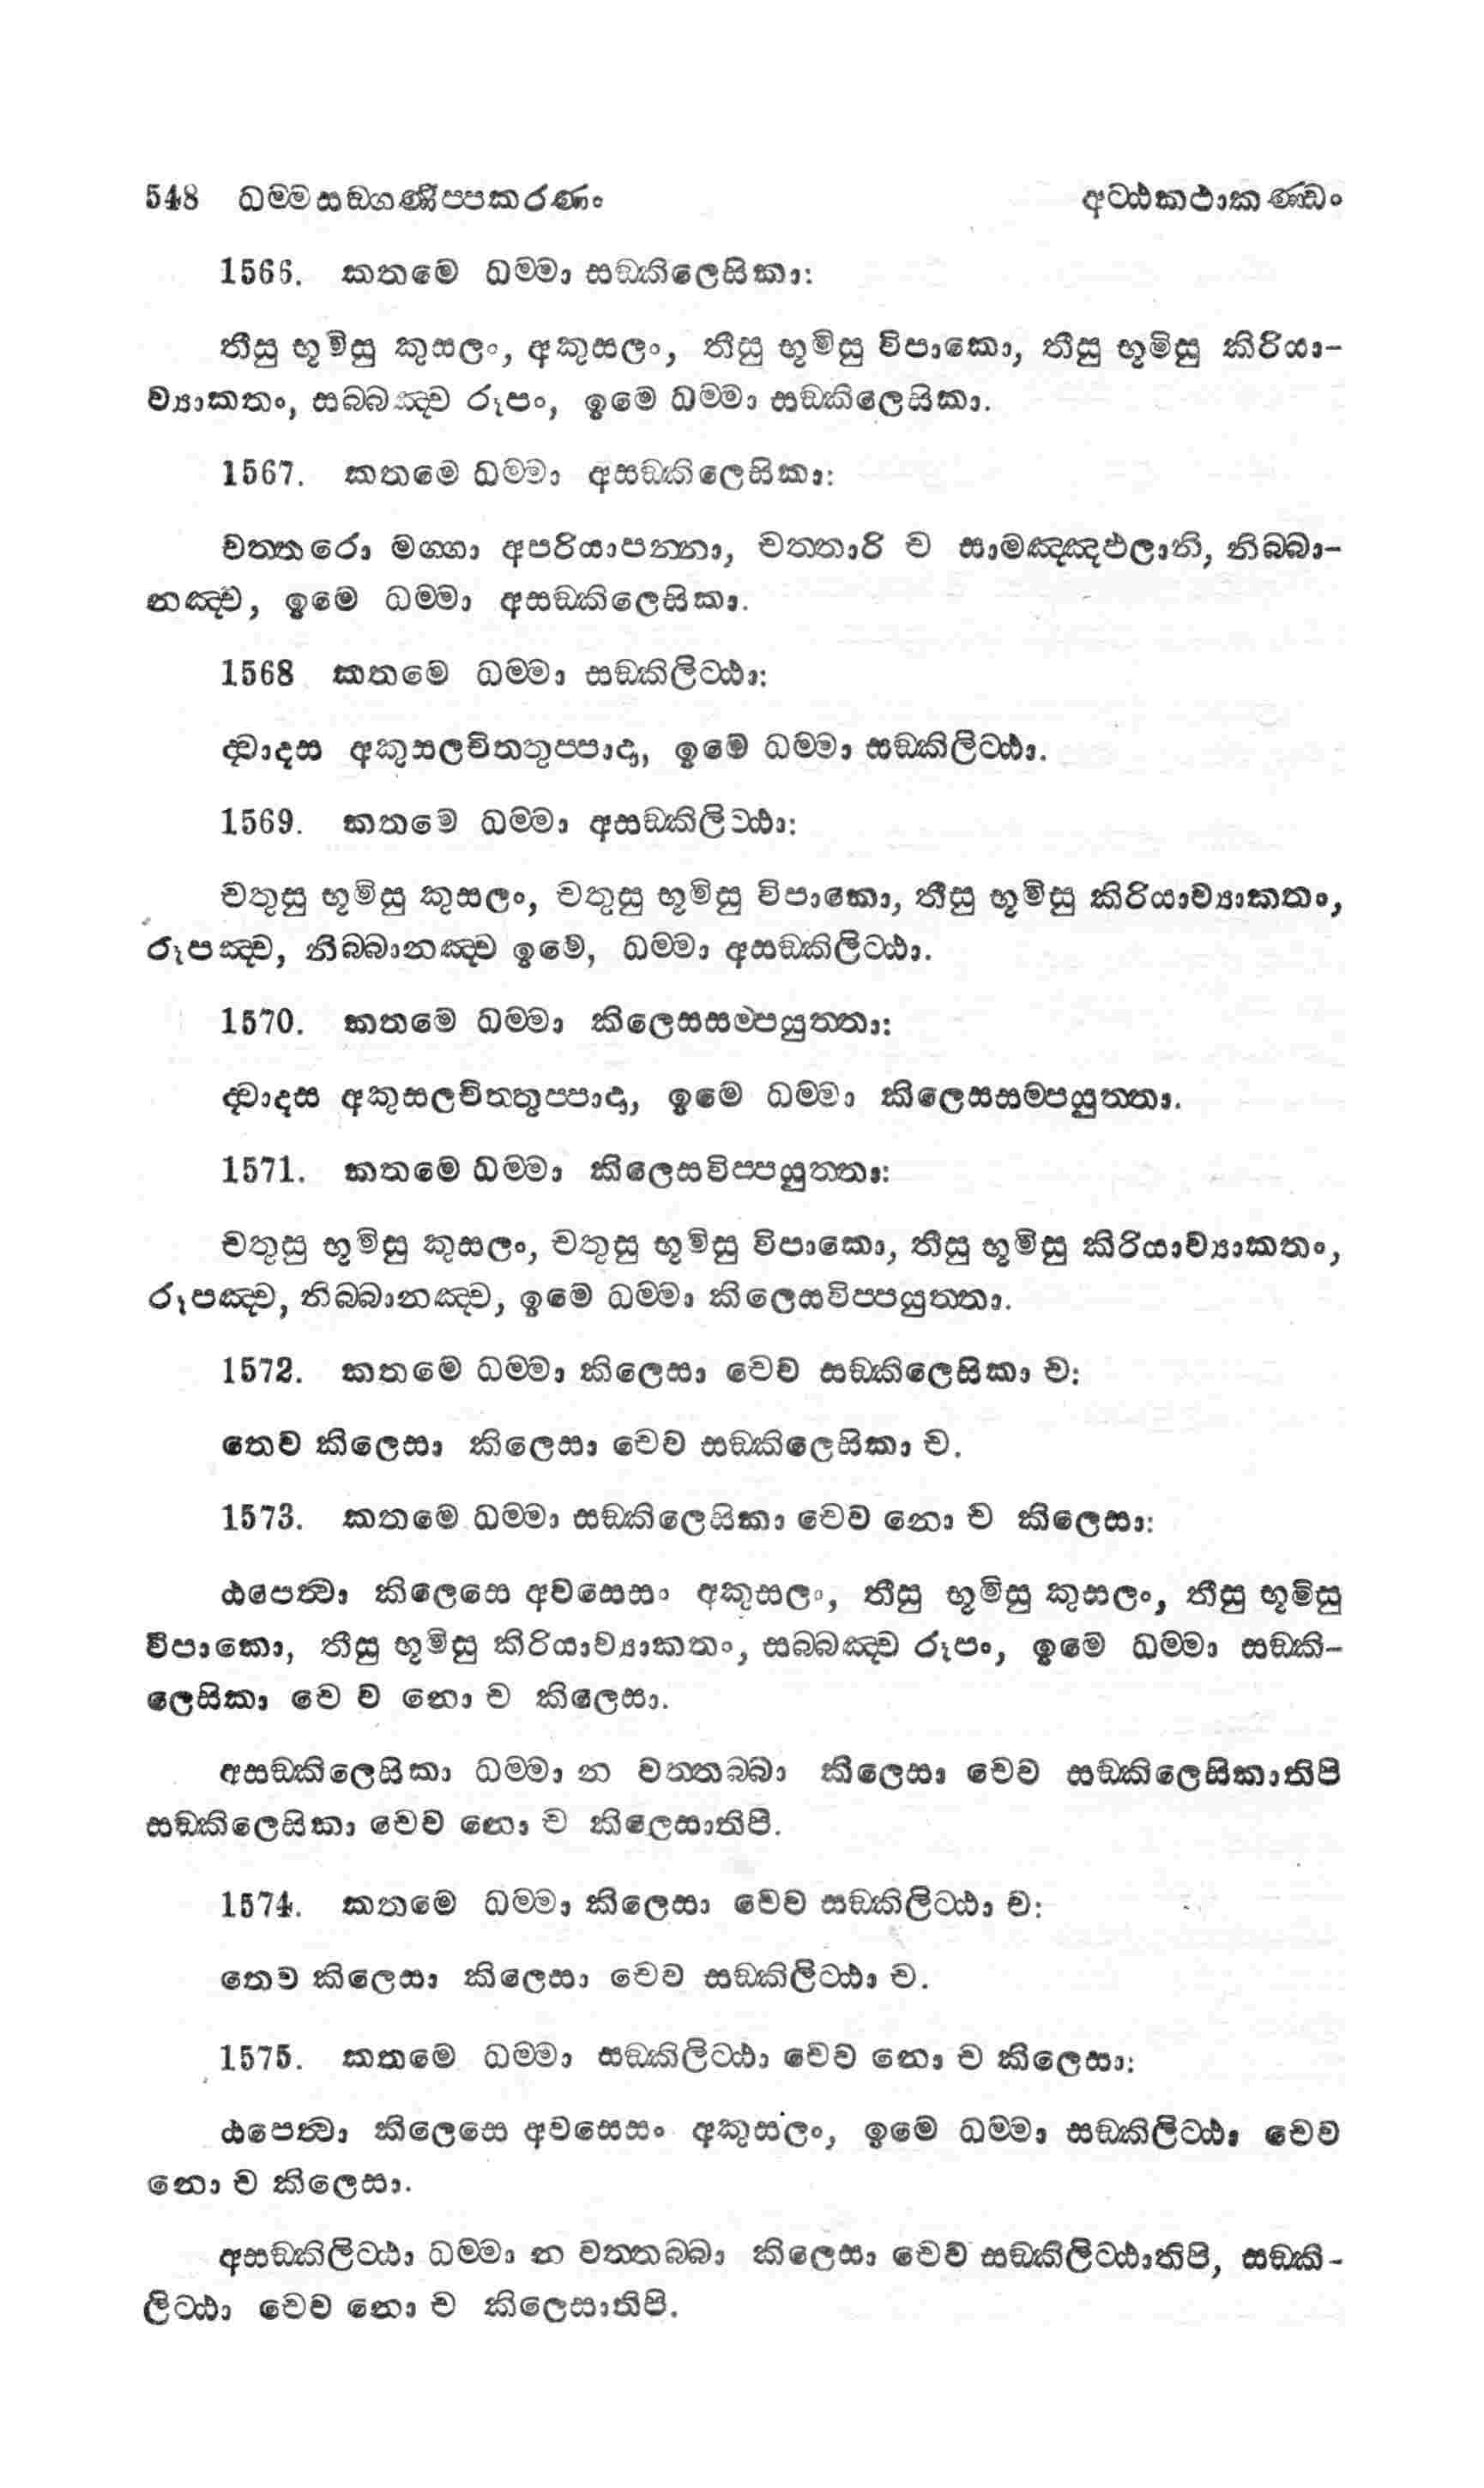 548 ධම්මසඞ්ගණිප්පකරණං අට්ඨකථාකණ්ඩං
1566. කතමෙ ධම්මා සඞ්කිලෙසිකා:
තීසු භූමිසු කුසලං, අකුසලං, තීසු භූමිසු විපාකො, තීසු භූමිසු කිරියා-
ව්‍යාකතං, සබ්බඤ්ච රූපං, ඉමෙ ධම්මා සඞ්කිලෙසිකා.
1567. කතමෙ ධම්මා අසඞ්කිලෙසිකා:
චත්තරො මග්ගා අපරියාපන්නා, චත්තාරි ච සාමඤ්ඤඵලානි, නිබ්බා-
නඤ්ච, ඉමෙ ධම්මා අසඞ්කිලෙසිකා.
1568 කතමෙ ධම්මා සඞ්කිලිට්ඨා:
ද්වාදස අකුසලචිත්තුප්පාදා, ඉමෙ ධම්මා සඞ්කිලිට්ඨා.
1569. කතමෙ ධම්මා අසඞ්කිලිට්ඨා:
චතුසු භූමිසු කුසලං, චතුසු භූමිසු විපාකො, තීසු භූමිසු කිරියාව්‍යාකතං,
රූපඤ්ච, නිබ්බානඤ්ච ඉමේ, ධම්මා අසඞ්කිලිට්ඨා.
1570. කතමෙ ධම්මා කිලෙසසම්පයුත්තා:
ද්වාදස අකුසලචිත්තුප්පාදා, ඉමෙ ධම්මා කිලෙසසම්පයුත්තා.
1571. කතමෙ ධම්මා කිලෙසවිප්පයුත්තා:
චතුසු භූමිසු කුසලං, චතුසු භූමිසු විපාකො, තීසු භූමිසු කිරියාව්‍යාකතං,
රූපඤ්ච, නිබ්බානඤ්ච, ඉමෙ ධම්මා කිලෙසවිප්පයුත්තා.
1572. කතමෙ ධම්මා කිලෙසා චෙව සඞ්කිලෙසිකා ච:
තෙව කිලෙසා කිලෙසා චෙව සඞ්කිලෙසිකා ච.
1573. කතමෙ ධම්මා සඞ්කිලෙසිකා චෙව නො ච කිලෙසා:
ඨපෙත්වා කිලෙසෙ අවසෙසං අකුසලං, තීසු භූමිසු කුසලං, තීසු භූමිසු
විපාකො, තීසු භූමිසු කිරියාව්‍යාකතං, සබ්බඤ්ච රූපං, ඉමෙ ධම්මා සඞ්කි-
ලෙසිකා චෙ ව නො ච කිලෙසා.
අසඞ්කිලෙසිකා ධම්මා න වත්තබ්බා කිලෙසා චෙව සඞ්කිලෙසිකාතිපි
සඞ්කිලෙසිකා චෙව නො ච කිලෙසාතිපි.
1574. කතමෙ ධම්මා කිලෙසා චෙව සඞ්කිලිට්ඨා ච:
තෙව කිලෙසා කිලෙසා චෙව සඞ්කිලිට්ඨා ච.
1575. කතමෙ ධම්මා සඞ්කිලිට්ඨා චෙව නො ච කිලෙසා:
ඨපෙත්වා කිලෙසෙ අවසෙසං අකුසලං, ඉමෙ ධම්මා සඞ්කිලිට්ඨා චෙව
නො ච කිලෙසා.
අසඞ්කිලිට්ඨා ධම්මා න වත්තබ්බා කිලෙසා චෙව සඞ්කිලිට්ඨාතිපි, සඞ්කි-
ලිට්ඨා චෙව නො ච කිලෙසාතිපි.